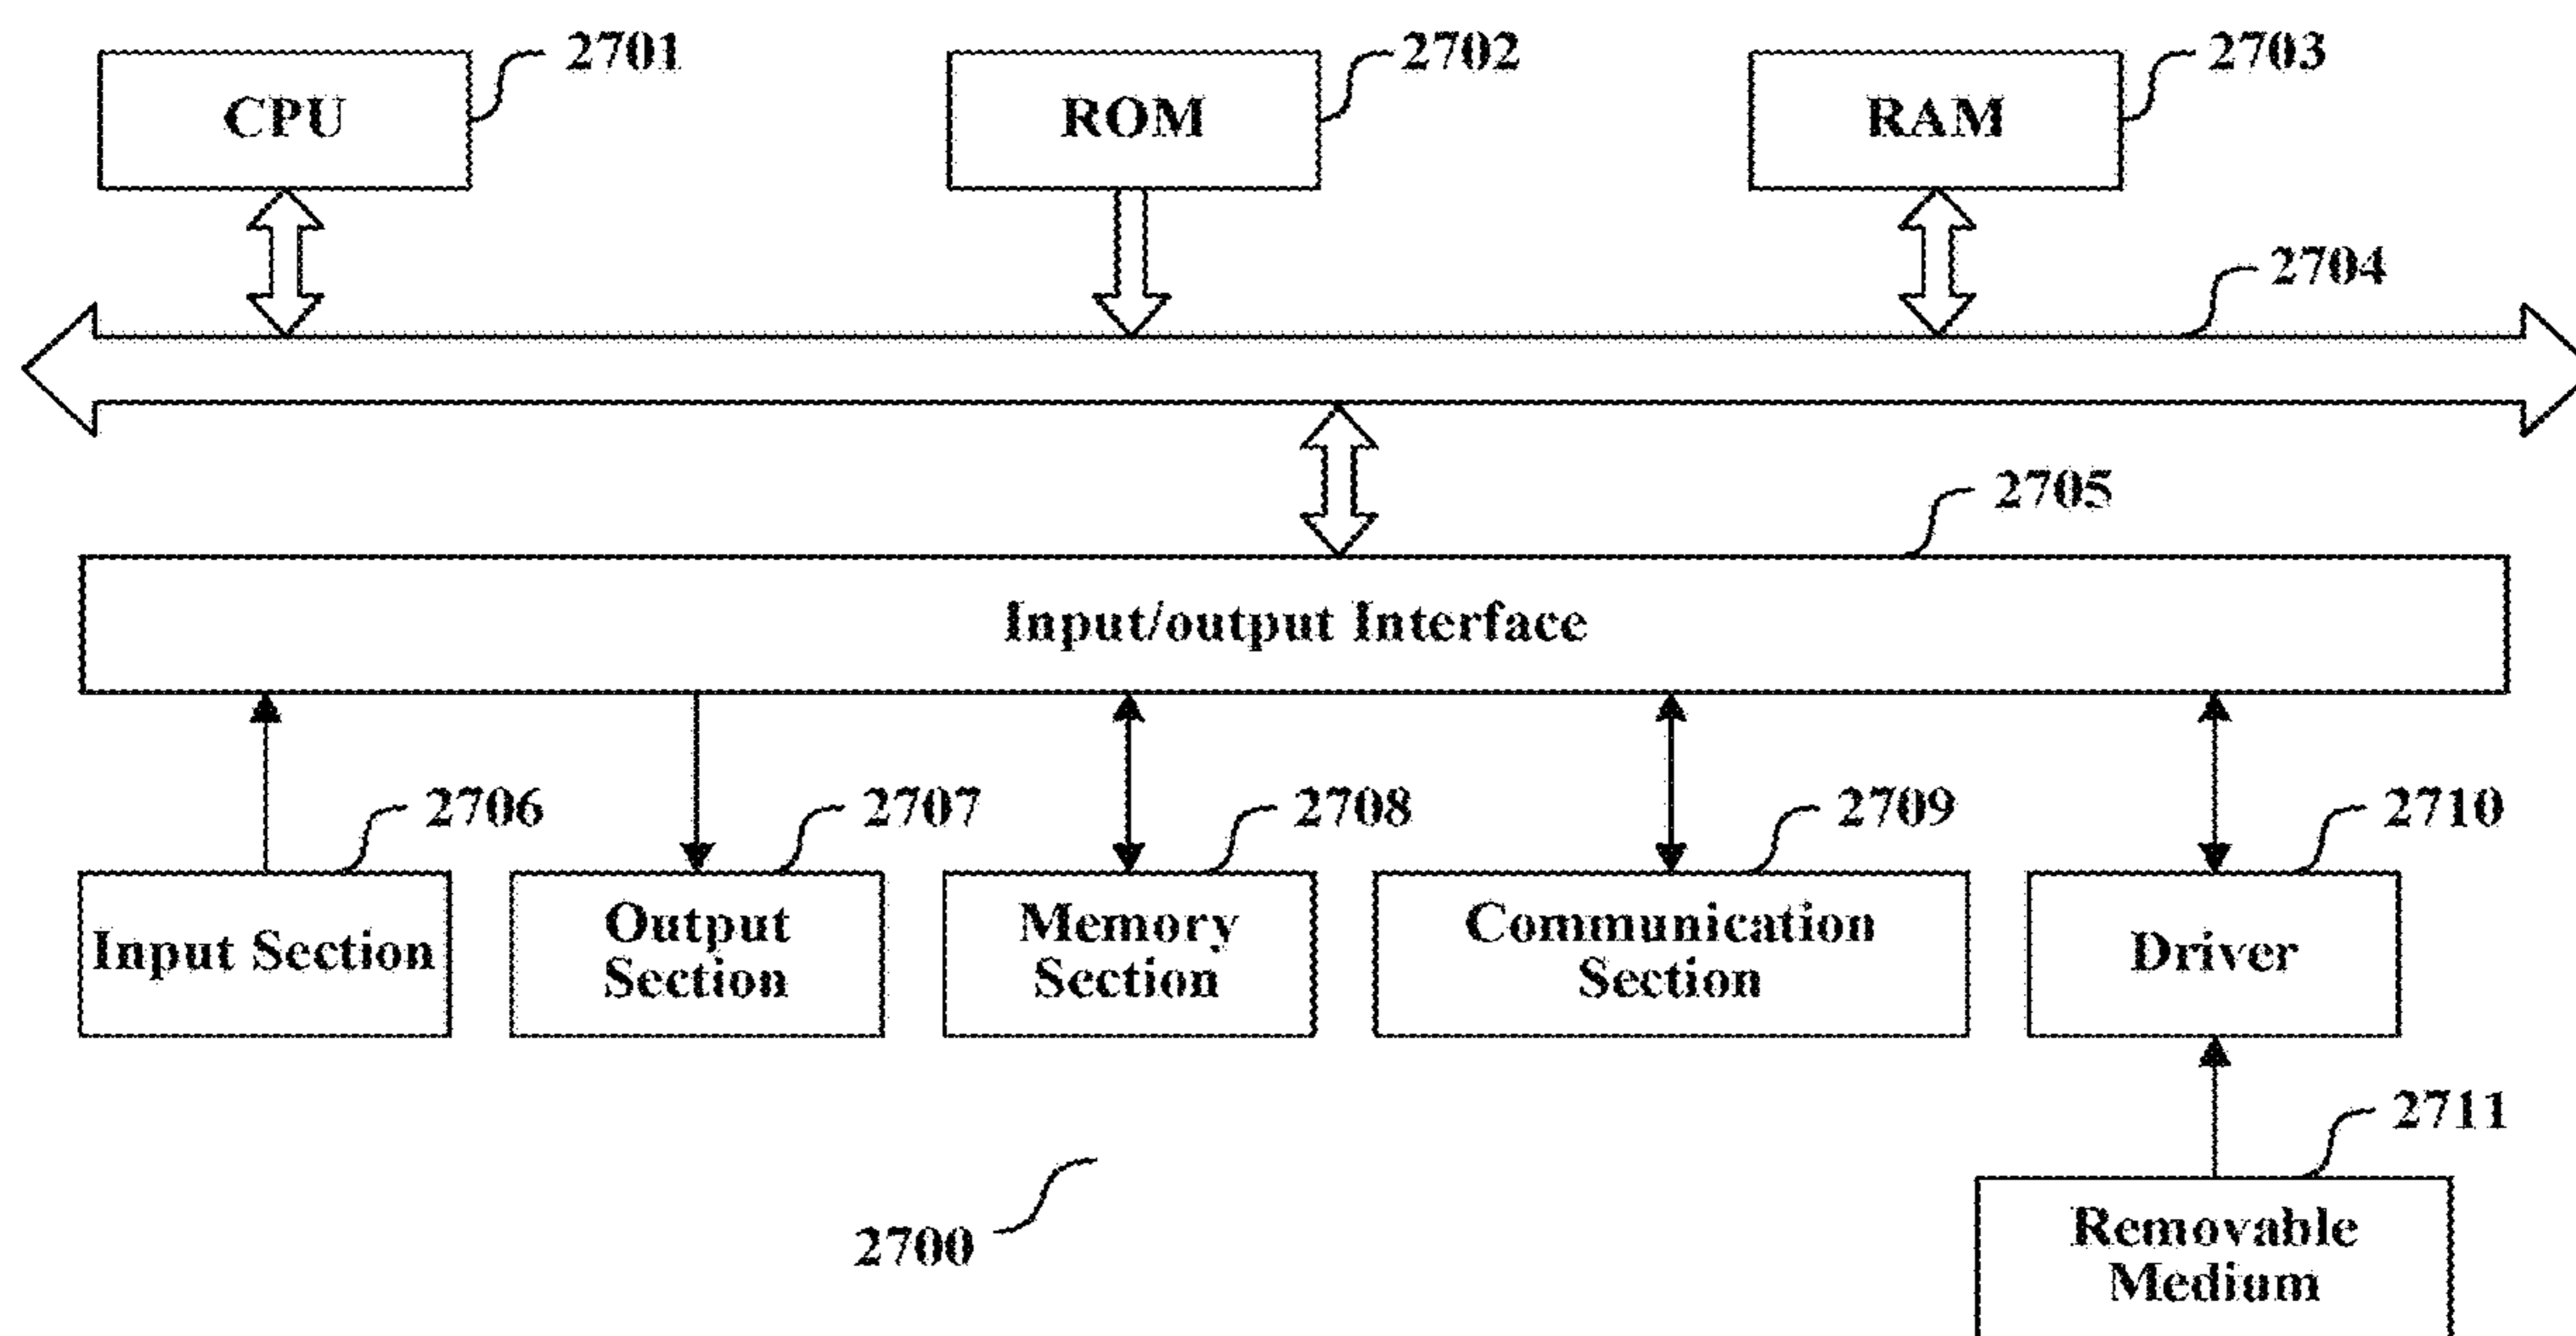 CPU
2701
ROM
2702
RAM
2703
2704
2705
Input/output Interface
2706
2707
2708
2709
2710
Input Section
Output
Section
Memory
Section
Communication
Section
Driver
2711
2700
Removable
Medium